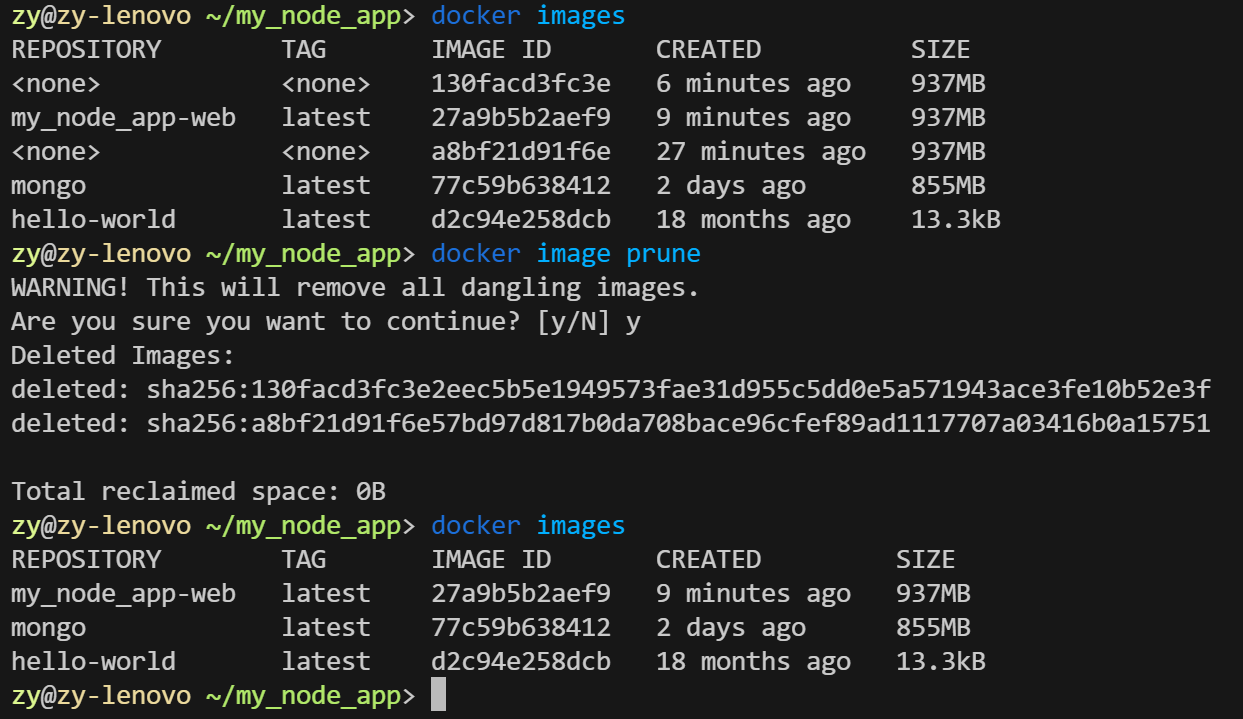 zy@zy-lenovo ~/my_node_app> docker images
REPOSITORY        TAG       IMAGE ID       CREATED          SIZE
<none>            <none>    130facd3fc3e   6 minutes ago    937MB
my_node_app-web   latest    27a9b5b2aef9   9 minutes ago    937MB
<none>            <none>    a8bf21d91f6e   27 minutes ago   937MB
mongo             latest    77c59b638412   2 days ago       855MB
hello-world       latest    d2c94e258dcb   18 months ago    13.3kB
zy@zy-lenovo ~/my_node_app> docker image prune
WARNING! This will remove all dangling images.
Are you sure you want to continue? [y/N] y
Deleted Images:
deleted: sha256:130facd3fc3e2eec5b5e1949573fae31d955c5dd0e5a571943ace3fe10b52e3f
deleted: sha256:a8bf21d91f6e57bd97d817b0da708bace96cfef89ad1117707a03416b0a15751

Total reclaimed space: 0B
zy@zy-lenovo ~/my_node_app> docker images
REPOSITORY        TAG       IMAGE ID       CREATED         SIZE
my_node_app-web   latest    27a9b5b2aef9   9 minutes ago   937MB
mongo             latest    77c59b638412   2 days ago      855MB
hello-world       latest    d2c94e258dcb   18 months ago   13.3kB
zy@zy-lenovo ~/my_node_app>